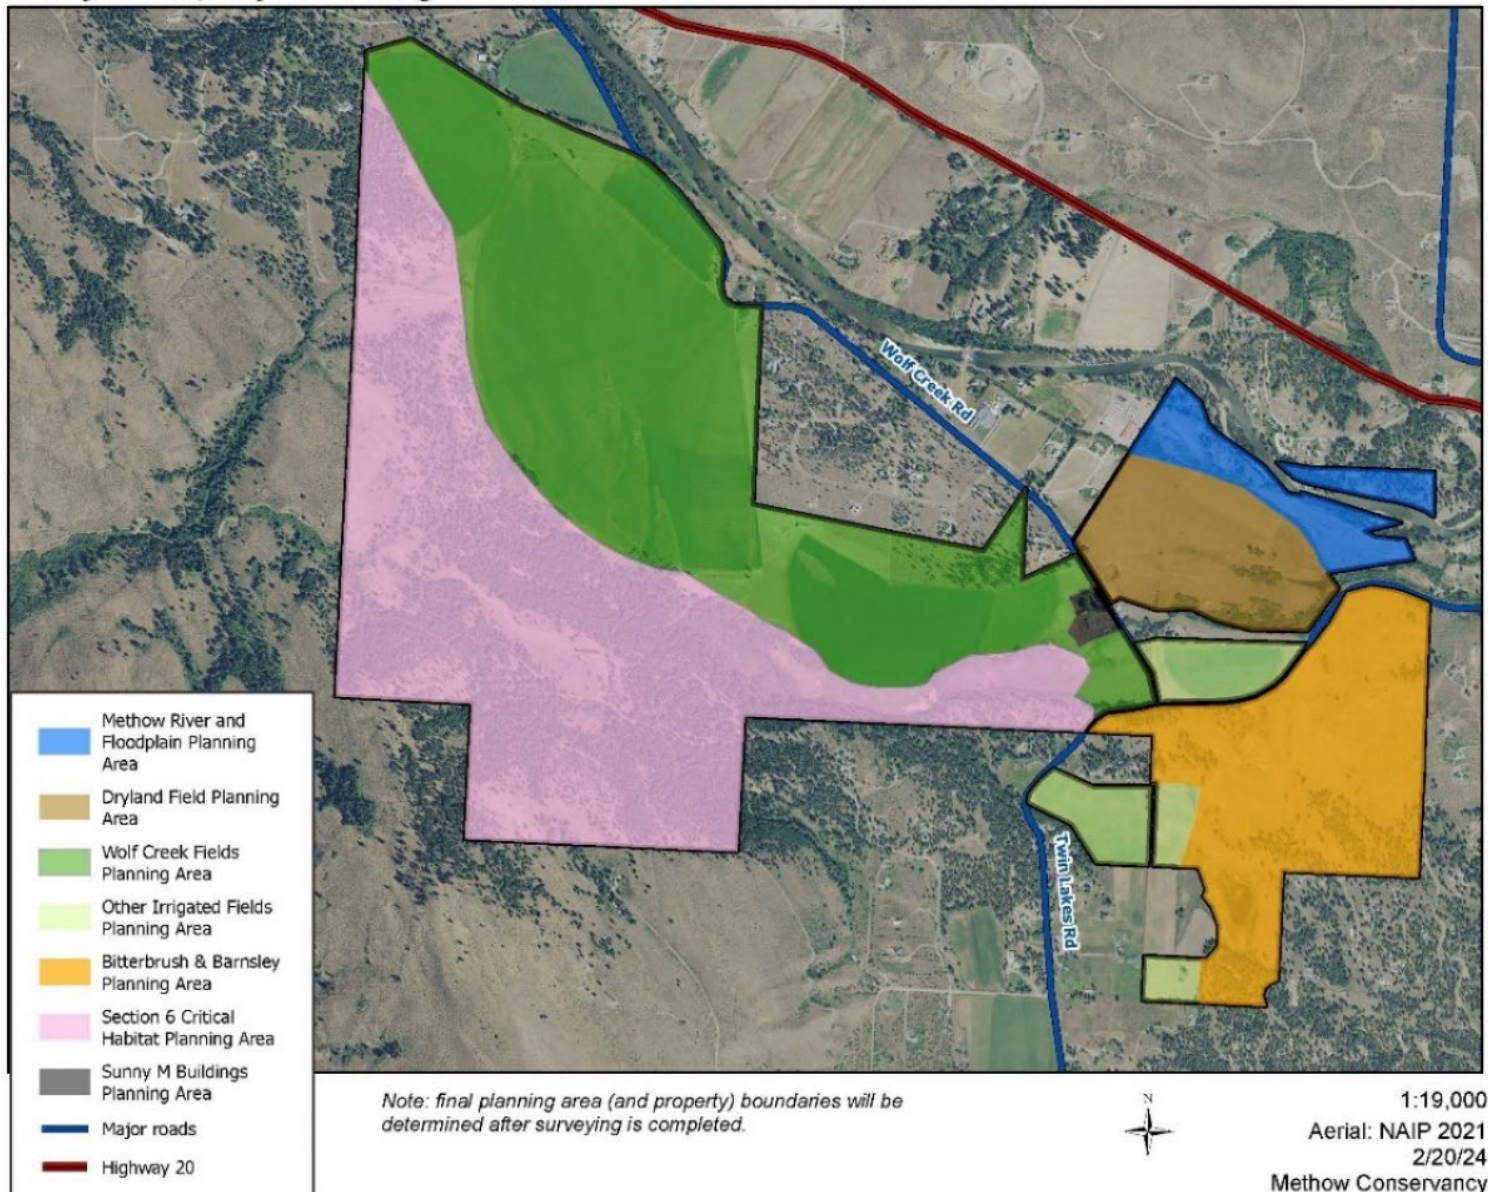 Wolf Creek Rd
Twin Lakes Rd
Methow River and
Floodplain Planning
Area
Dryland Field Planning
Area
Wolf Creek Fields
Planning Area
Other Irrigated Fields
Planning Area
Bitterbrush & Barnsley
Planning Area
Section 6 Critical
Habitat Planning Area
Sunny M Buildings
Planning Area
Major roads
Highway 20
Note: final planning area (and property) boundaries will be
determined after surveying is completed.
N
1:19,000
Aerial: NAIP 2021
2/20/24
Methow Conservancy